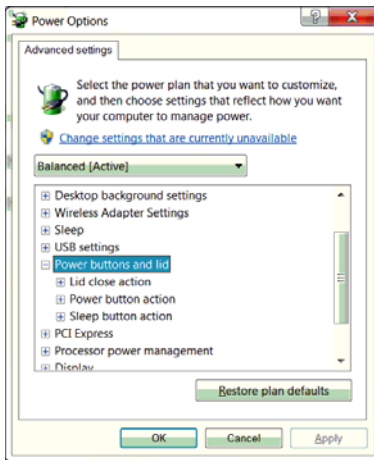 Power Options
Advanced settings
Select the power plan that you want to customize,
and then choose settings that reflect how you want
your computer to manage power.
Change settings that are currently unavailable
Balanced [Active]
Desktop background settings
Wireless Adapter Settings
Sleep
USB settings
Power buttons and lid
Lid close action
Power button action
Sleep button action
PCI Express
Processor power management
Display
Restore plan defaults
OK
Cancel
Apply